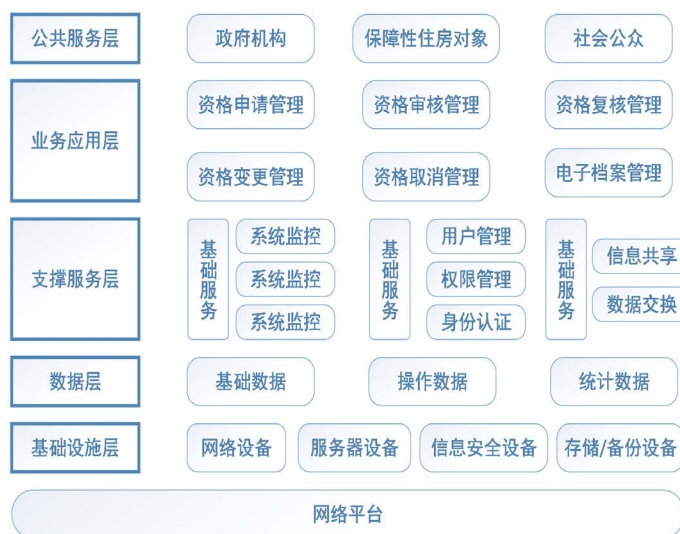 公共服务层
政府机构
保障性住房对象
社会公众
业务应用层
资格申请管理
资格审核管理
资格复核管理
资格变更管理
资格取消管理
电子档案管理
支撑服务层
基础服务
系统监控
系统监控
系统监控
基础服务
用户管理
权限管理
身份认证
基础服务
信息共享
数据交换
数据层
基础数据
操作数据
统计数据
基础设施层
网络设备
服务器设备
信息安全设备
存储/备份设备
网络平台